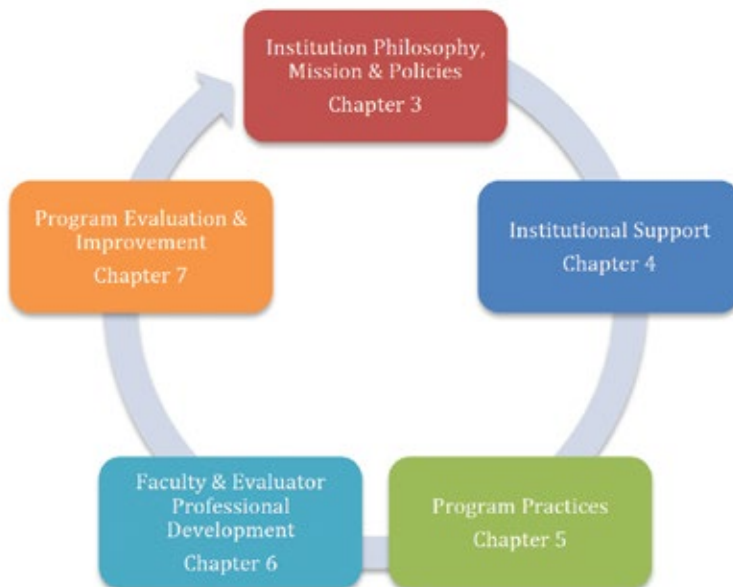 Institution Philosophy,
Mission & Policies
Chapter 3
Institutional Support
Chapter 4
Program Practices
Chapter 5
Faculty & Evaluator
Professional
Development
Chapter 6
Program Evaluation &
Improvement
Chapter 7